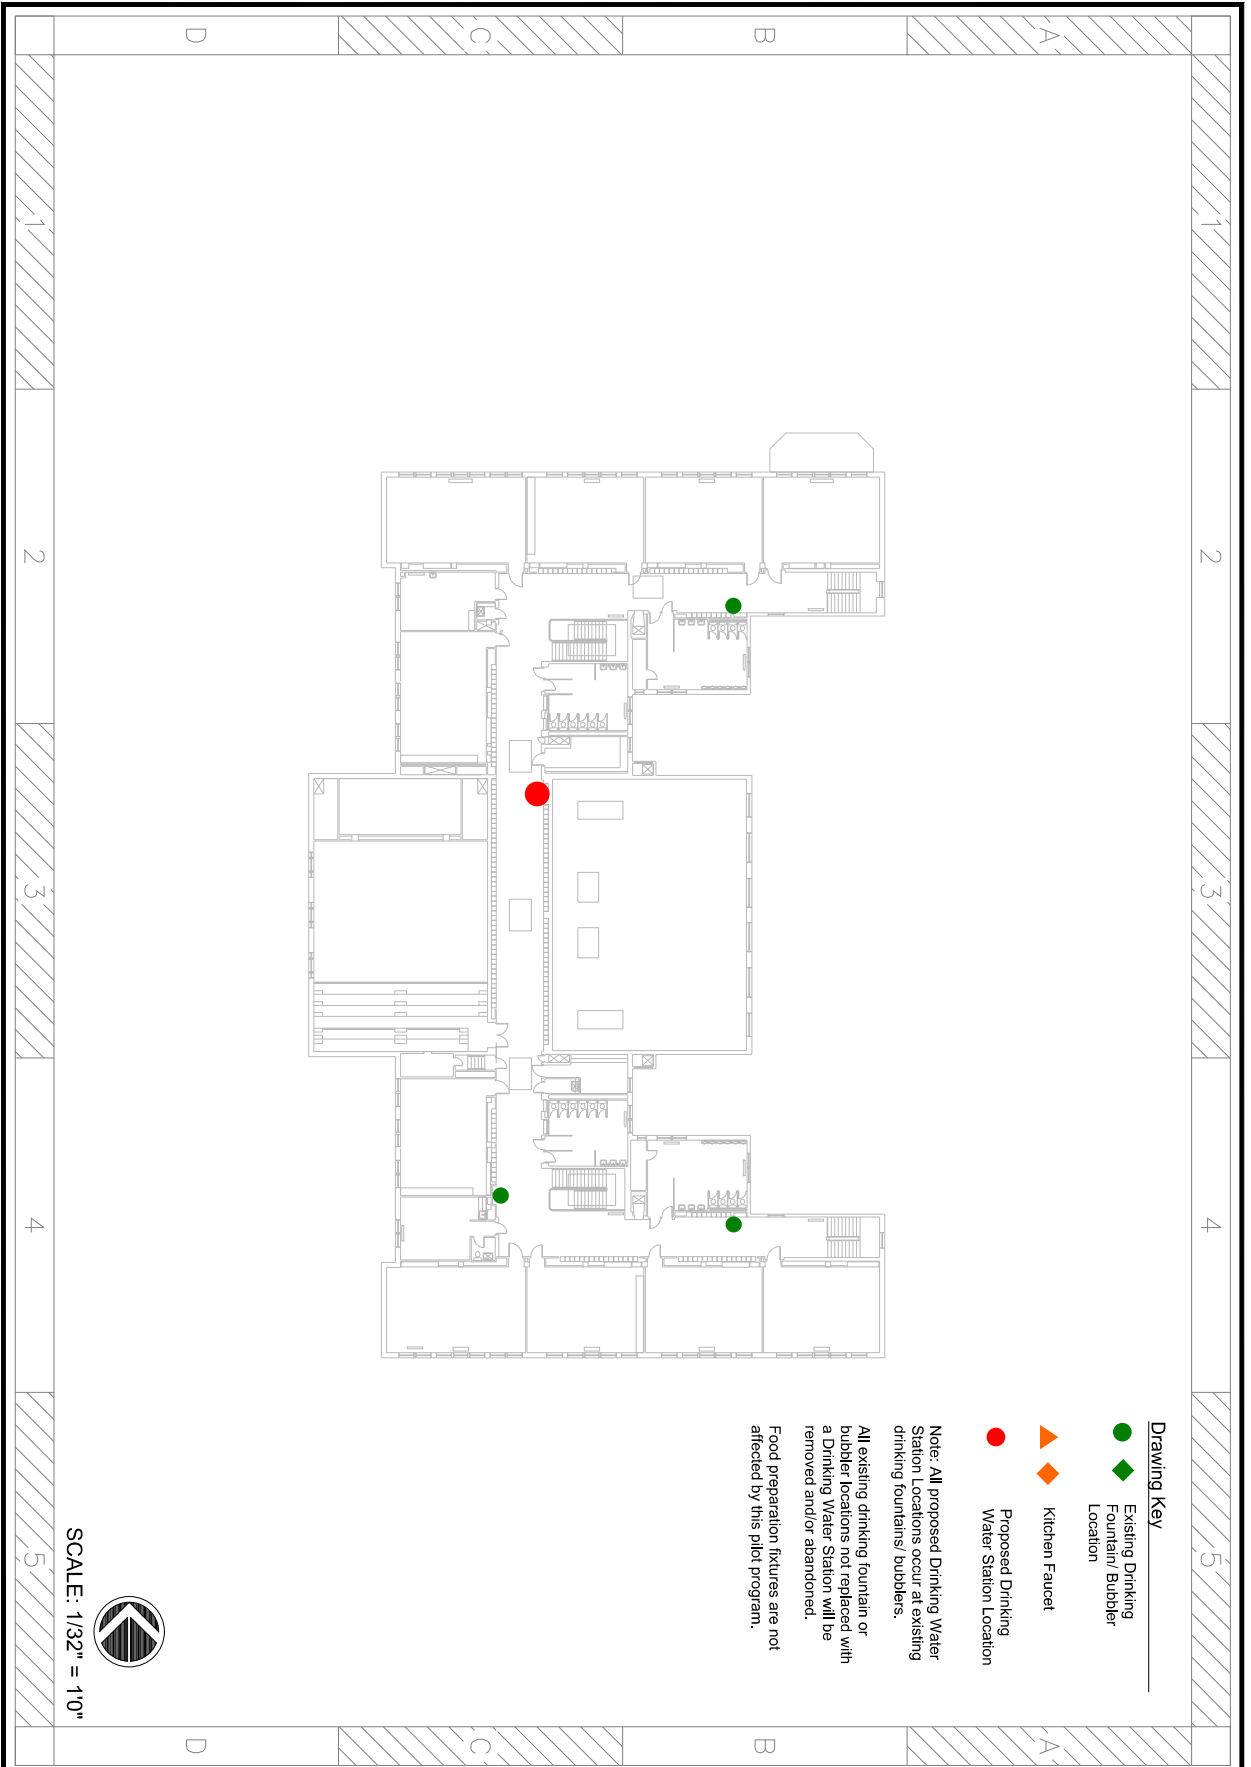 1
2
3
4
5
A
A
B
B
C
C
D
D
1
2
3
4
5
Drawing Key
Existing Drinking
Fountain/ Bubbler
Location
Kitchen Faucet
Proposed Drinking
Water Station Location
Note: All proposed Drinking Water
Station Locations occur at existing
drinking fountains/ bubblers.
All existing drinking fountain or
bubbler locations not replaced with
a Drinking Water Station will be
removed and/or abandoned.
Food preparation fixtures are not
affected by this pilot program.
SCALE: 1/32" = 1'0"